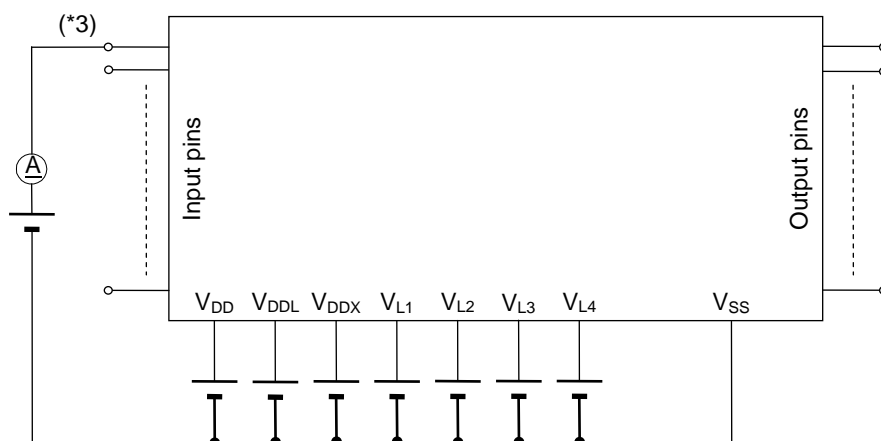 (*3)
A
Input pins
Output pins
VDD VDDL VDDX VL1 VL2 VL3 VL4 VSS